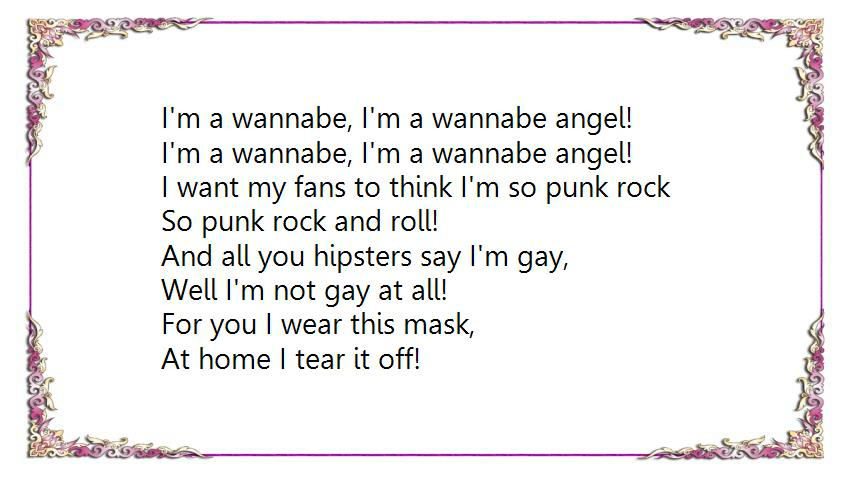 I'm a wannabe, I'm a wannabe angel!
I'm a wannabe, I'm a wannabe angel!
I want my fans to think I'm so punk rock
So punk rock and roll!
And all you hipsters say I'm gay,
Well I'm not gay at all!
For you I wear this mask,
At home I tear it off!